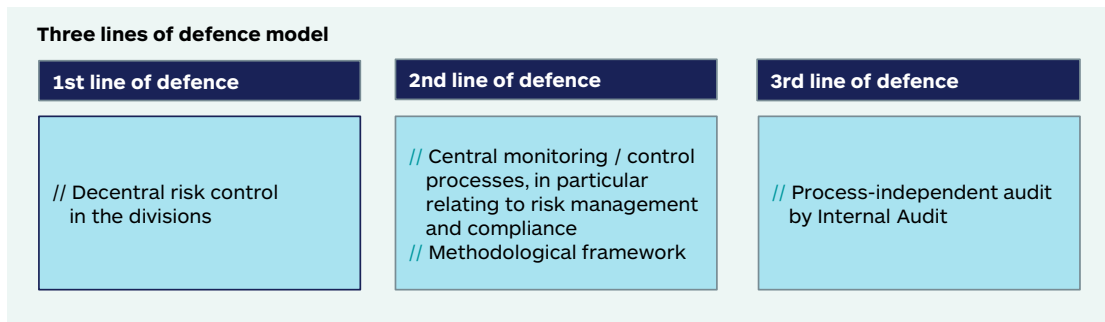 Three lines of defence model
1st line of defence
// Decentral risk control
in the divisions
2nd line of defence
// Central monitoring / control
processes, in particular
relating to risk management
and compliance
// Methodological framework
3rd line of defence
// Process-independent audit
by Internal Audit